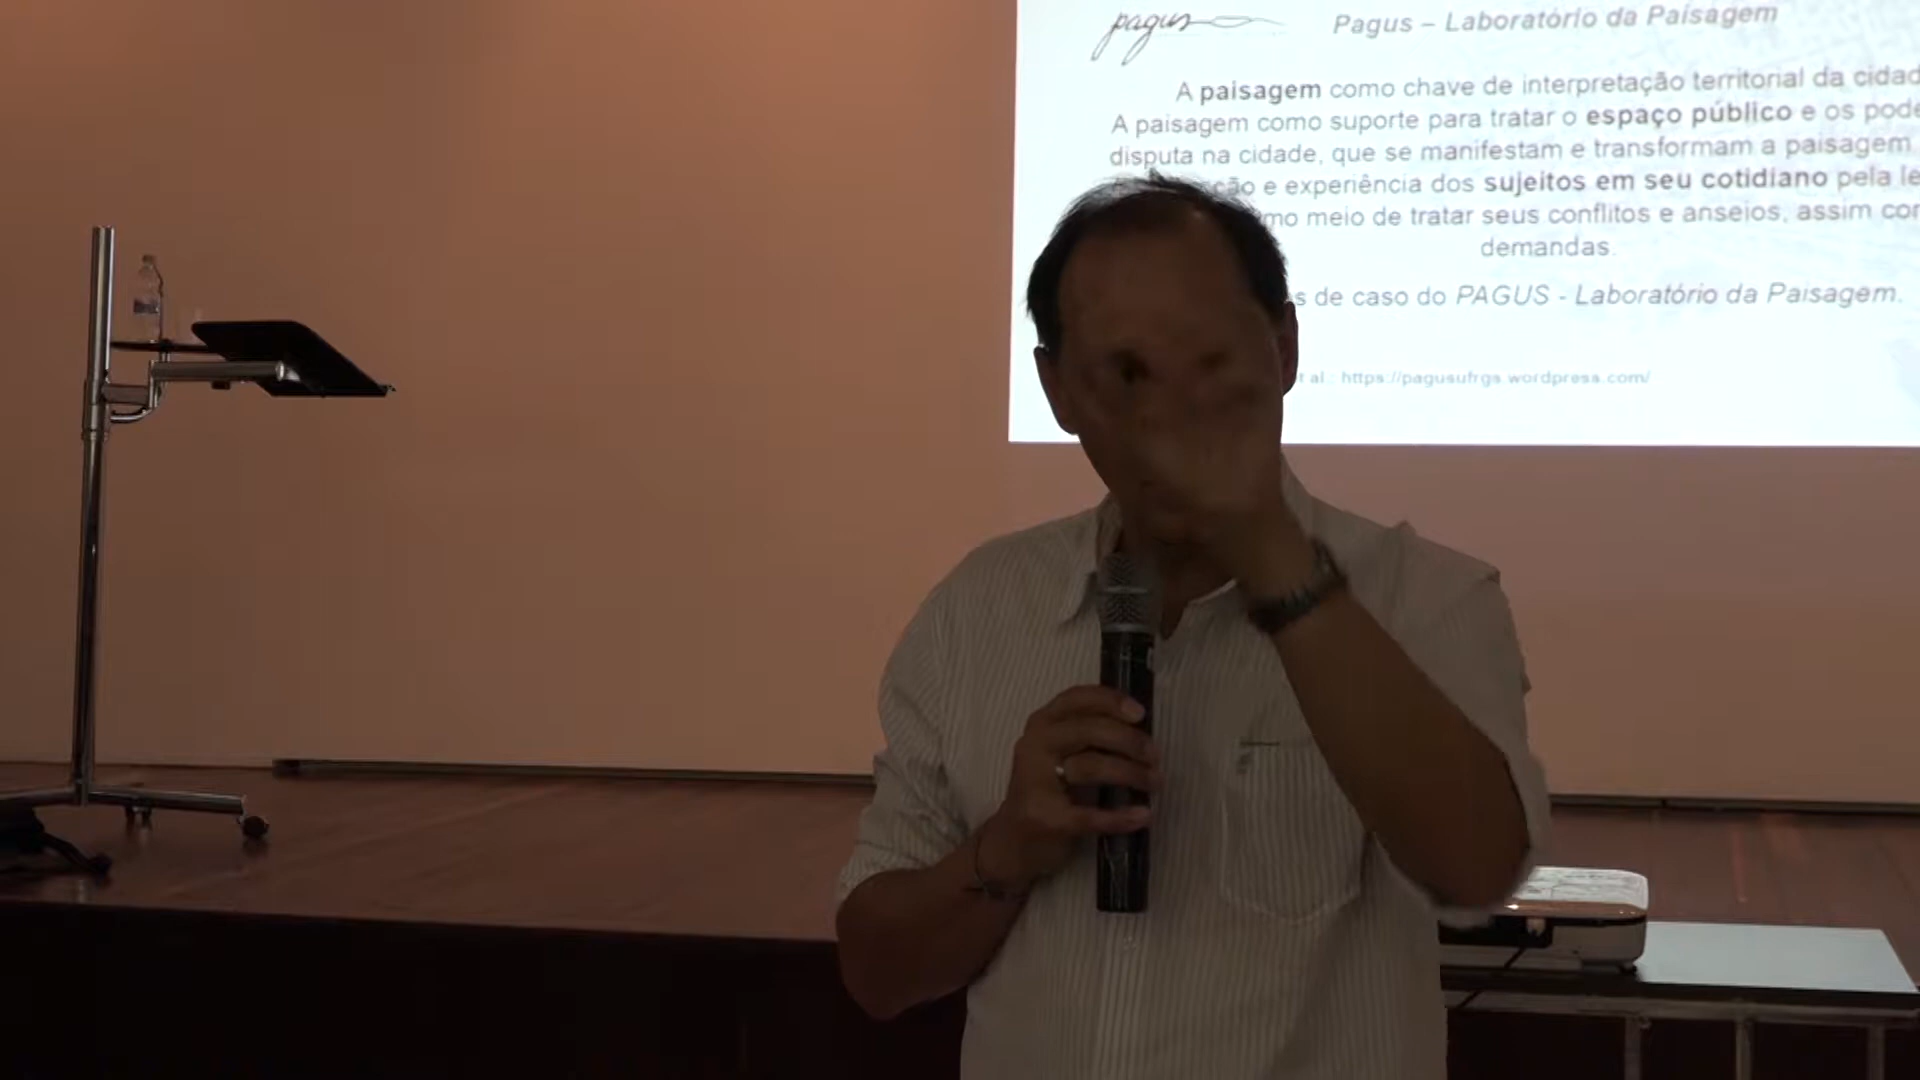 pagus
Pagus – Laboratório da Paisagem
A paisagem como chave de interpretação territorial da cidad
A paisagem como suporte para tratar o espaço público e os pode
disputa na cidade, que se manifestam e transformam a paisagem
ção e experiência dos sujeitos em seu cotidiano pela le
mo meio de tratar seus conflitos e anseios, assim cor
demandas.
s de caso do PAGUS - Laboratório da Paisagem.
t al.: https://pagusufrgs.wordpress.com/